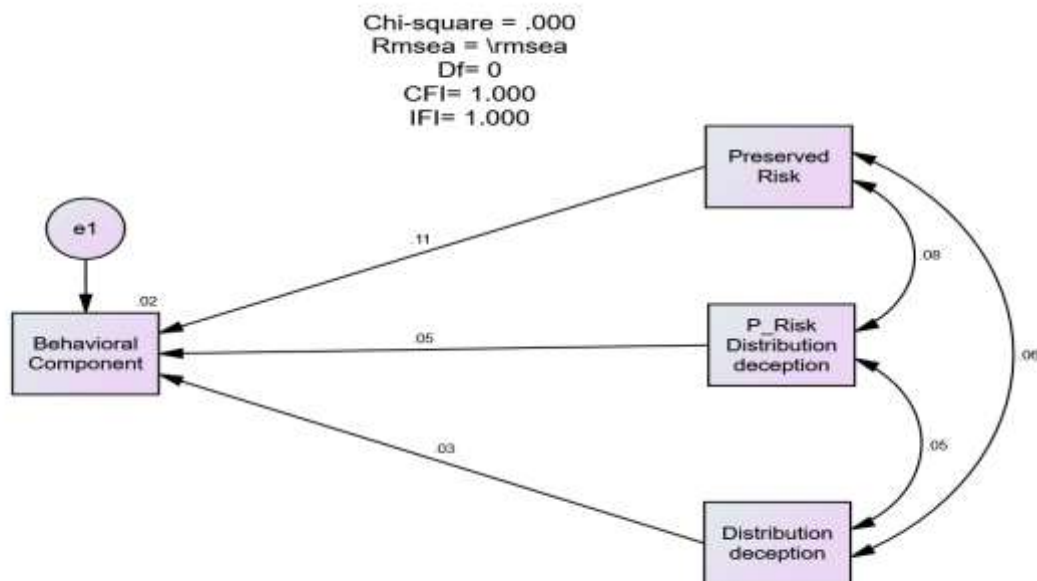 Chi-square = .000
Rmsea = \rmsea
Df= 0
CFI= 1.000
IFI= 1.000
Preserved
Risk
e1
.11
.08
.02
Behavioral
Component
.05
P_Risk
Distribution
deception
.06
.03
.05
Distribution
deception